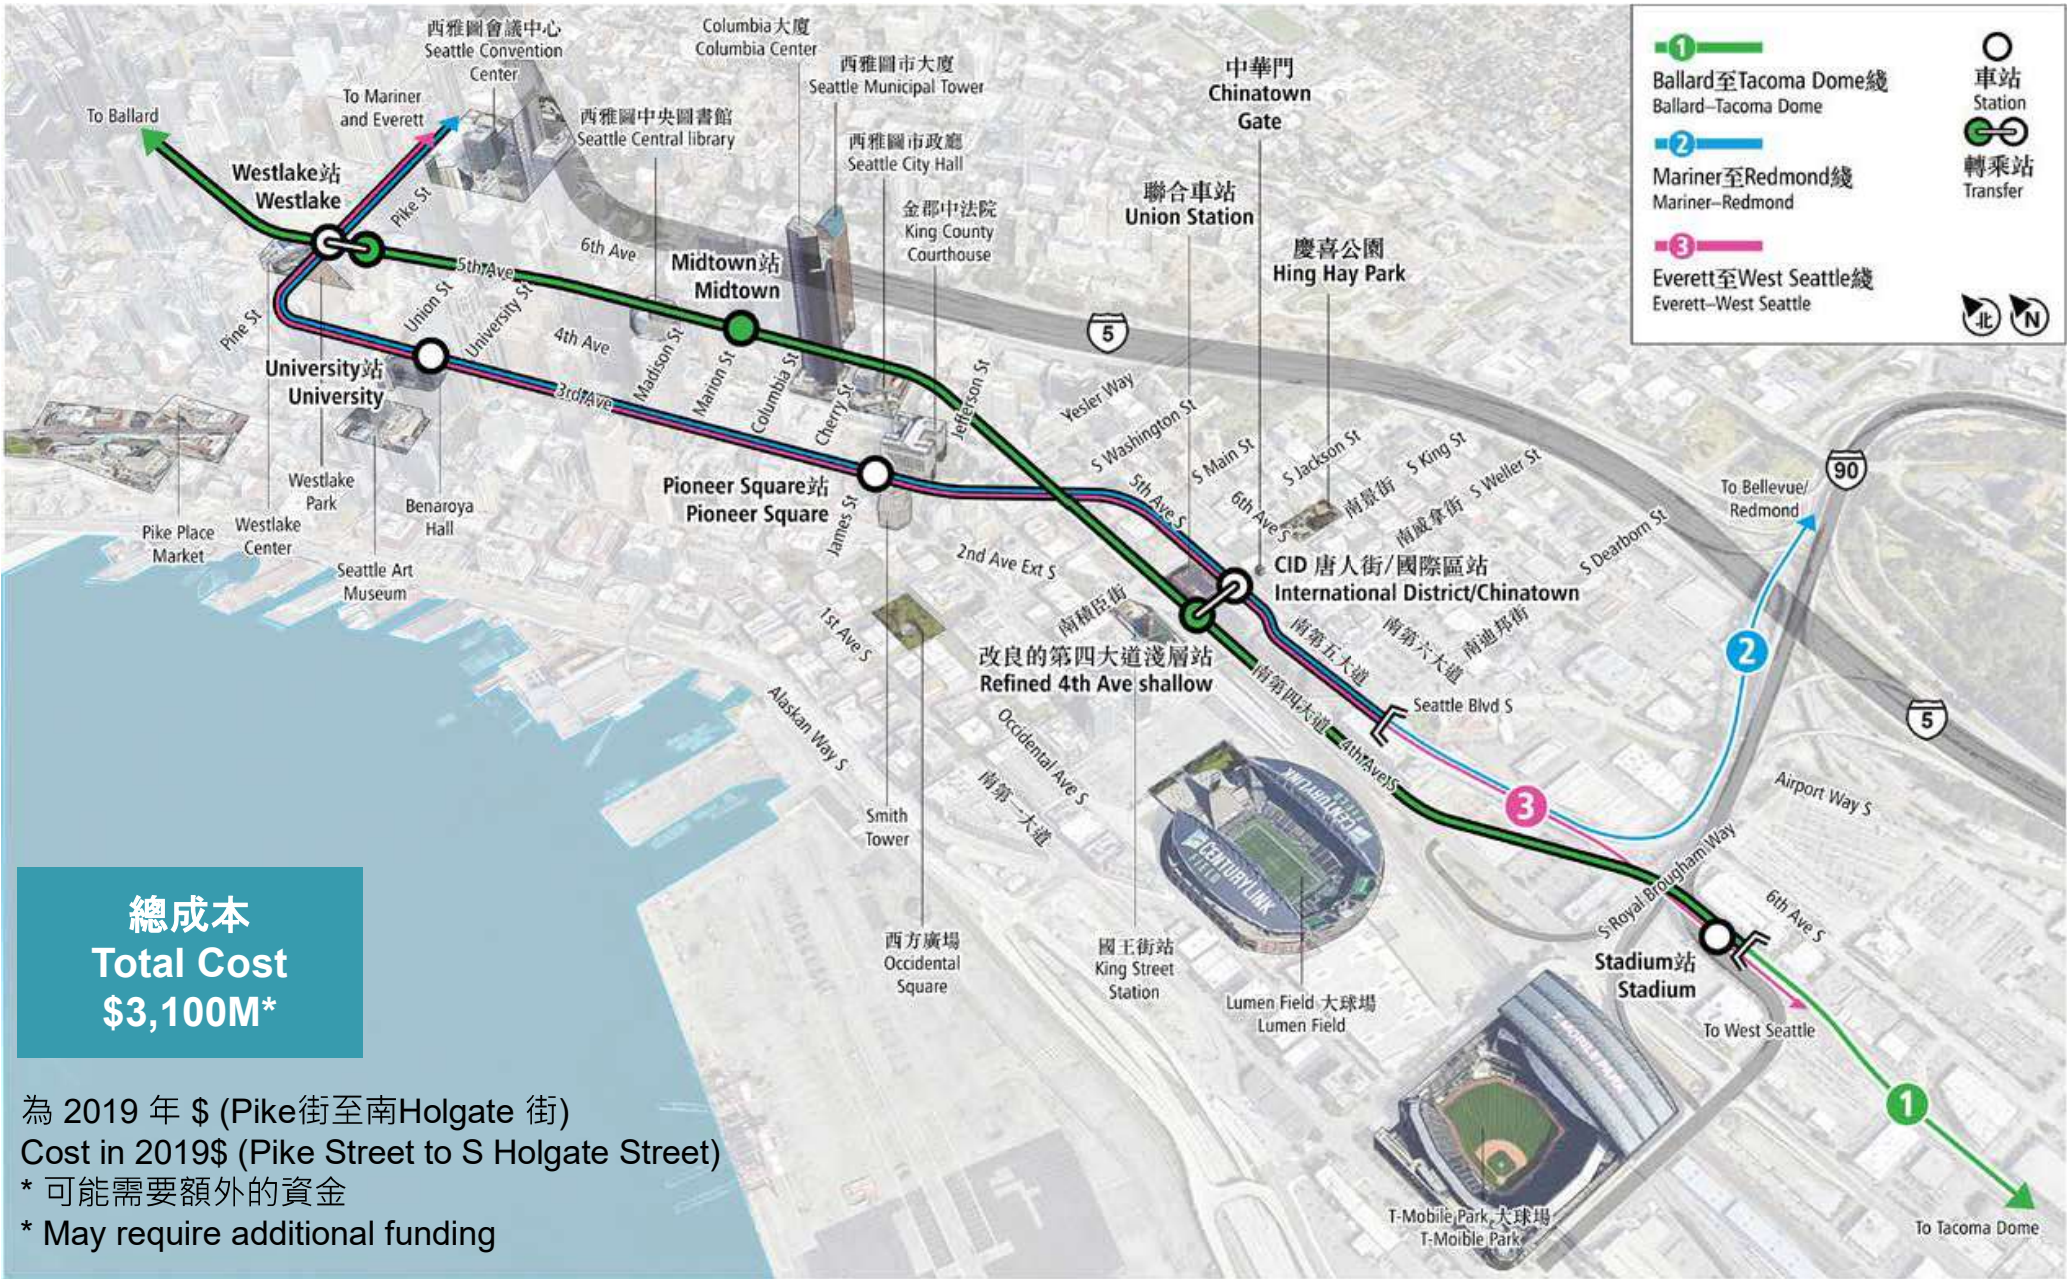 To Ballard
To Mariner
and Everett
西雅圖會議中心
Seattle Convention
Center
Columbia大廈
Columbia Center
西雅圖市大廈
Seattle Municipal Tower
西雅圖中央圖書館
Seattle Central library
西雅圖市政廳
Seattle City Hall
金郡中法院
King County
Courthouse
中華門
Chinatown
Gate
聯合車站
Union Station
慶喜公園
Hing Hay Park
1
Ballard至Tacoma Dome綫
Ballard–Tacoma Dome
2
Mariner至Redmond綫
Mariner–Redmond
3
Everett至West Seattle綫
Everett–West Seattle
車站
Station
轉乘站
Transfer
北
N
Westlake站
Westlake
Pike St
6th Ave
5th Ave
Midtown站
Midtown
Pine St
Union St
University St
4th Ave
Madison St
Marion St
Columbia St
Cherry St
Jefferson St
5
Yesler Way
S Washington St
S Main St
S Jackson St
S King St
S Weller St
University站
University
3rd Ave
Pioneer Square站
Pioneer Square
James St
5th Ave S
6th Ave S
南景街
南威拿街
S Dearborn St
To Bellevue/
Redmond
90
Pike Place
Market
Westlake
Center
Westlake
Park
Seattle Art
Museum
Benaroya
Hall
2nd Ave Ext S
CID 唐人街/國際區站
International District/Chinatown
南積臣街
1st Ave S
改良的第四大道淺層站
Refined 4th Ave shallow
南第五大道
南第六大道
南迪邦街
2
5
Alaskan Way S
Occidental Ave S
南第一大道
南第四大道
4th Ave S
Seattle Blvd S
3
Airport Way S
CENTURYLINK
CENTURYLINK
FIELD
Smith
Tower
西方廣場
Occidental
Square
國王街站
King Street
Station
Lumen Field 大球場
Lumen Field
S Royal Brougham Way
6th Ave S
Stadium站
Stadium
To West Seattle
1
T-Mobile Park 大球場
T-Moible Park
To Tacoma Dome
總成本
Total Cost
$3,100M*
為 2019 年 $ (Pike街至南Holgate 街)
Cost in 2019$ (Pike Street to S Holgate Street)
* 可能需要額外的資金
* May require additional funding